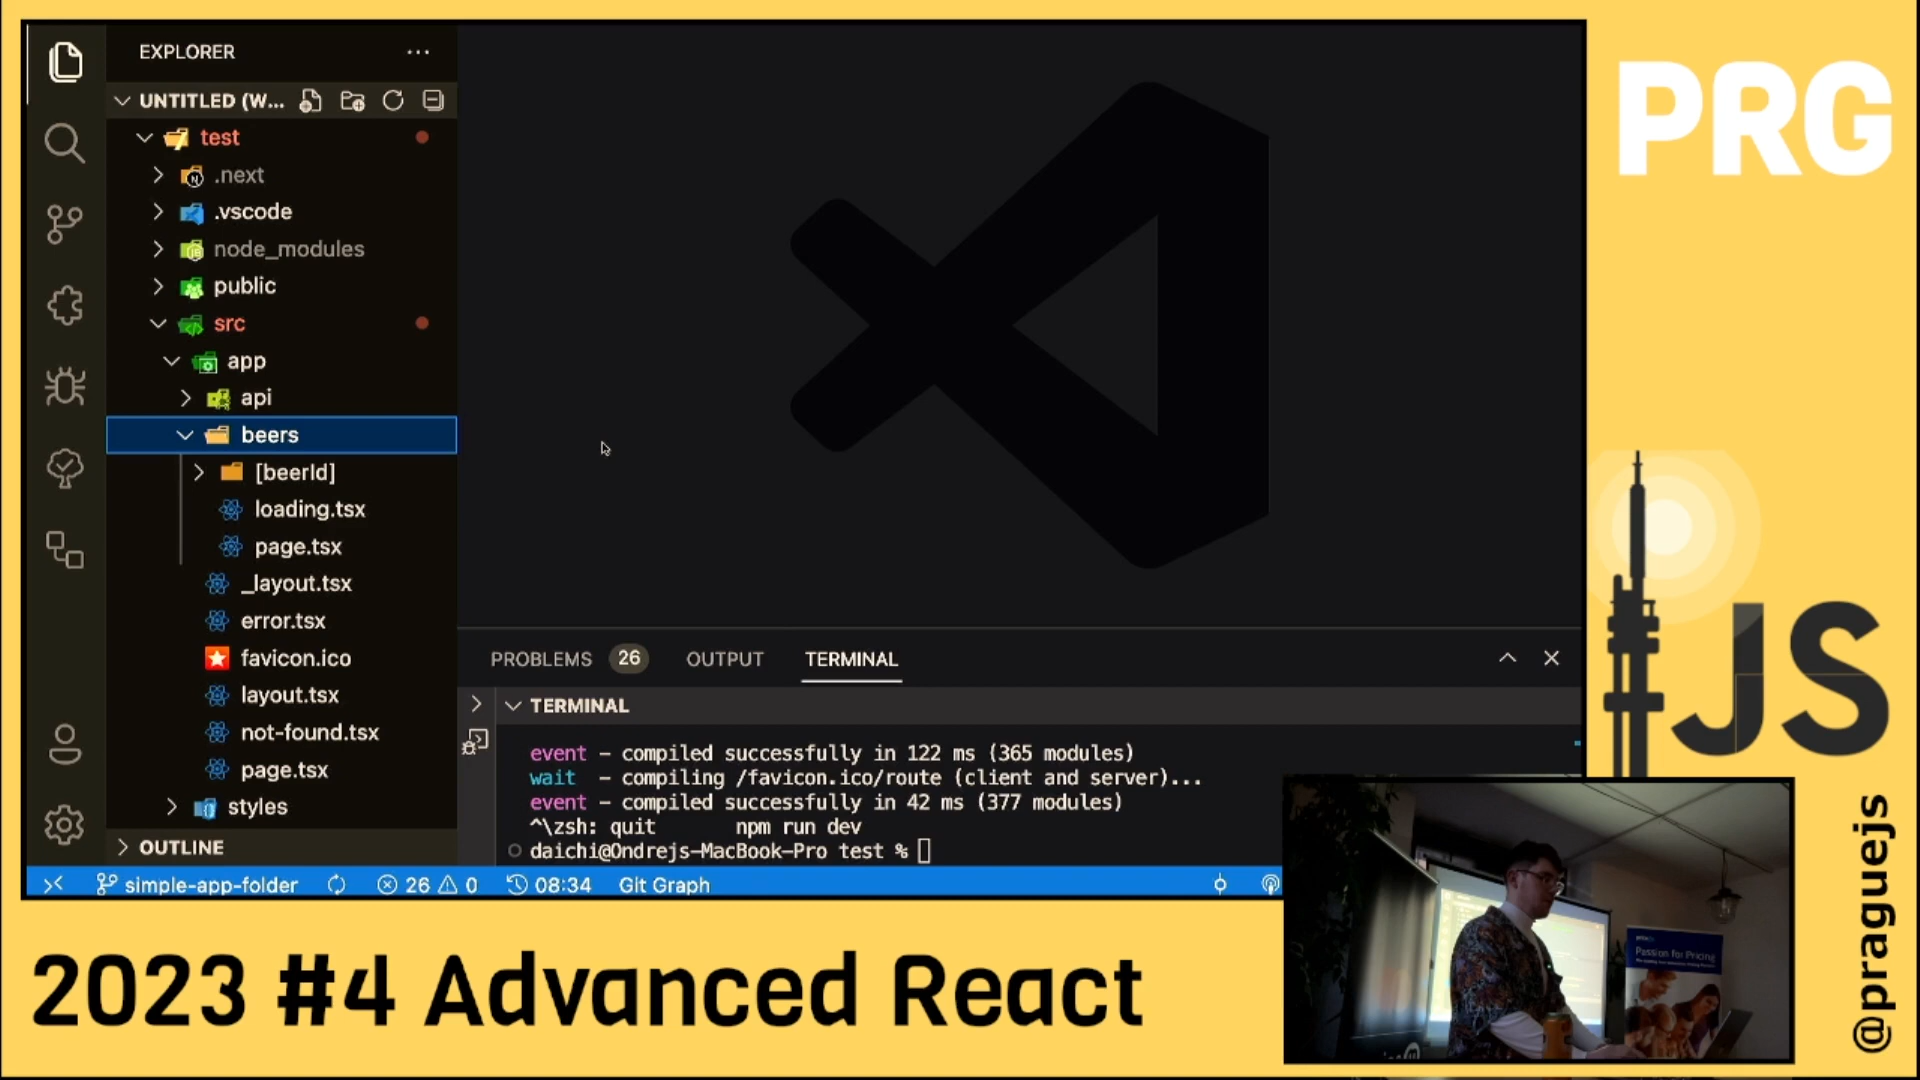 EXPLORER
UNTITLED (W...
test
.next
.vscode
node_modules
public
src
app
api
beers
[beerId]
loading.tsx
page.tsx
_layout.tsx
error.tsx
favicon.ico
layout.tsx
not-found.tsx
page.tsx
styles
OUTLINE
PROBLEMS 26 OUTPUT TERMINAL
TERMINAL
event - compiled successfully in 122 ms (365 modules)
wait - compiling /favicon.ico/route (client and server)...
event - compiled successfully in 42 ms (377 modules)
^\zsh: quit npm run dev
daichi@Ondrejs-MacBook-Pro test %
simple-app-folder 26 0 08:34 Git Graph
PRG
JS
@praguejs
Passion for Pricing
2023 #4 Advanced React